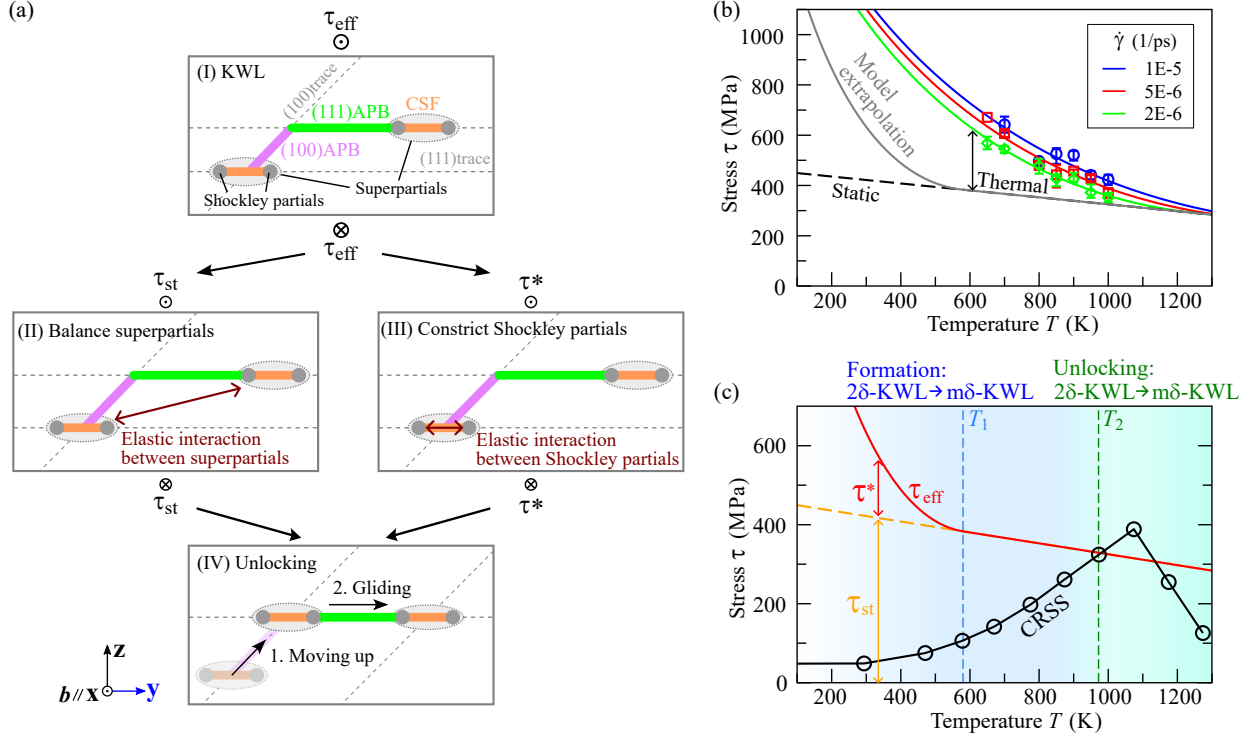 (a)
τeff
⊙
(I) KWL
(100)trace
(111)APB
CSF
(100)APB
(111)trace
Shockley partials
Superpartials
⊗
τeff
τst
⊙
(II) Balance superpartials
Elastic interaction
between superpartials
⊗
τst
τ*
⊙
(III) Constrict Shockley partials
Elastic interaction
between Shockley partials
⊗
τ*
(IV) Unlocking
2. Gliding
1. Moving up
z
b // x
y
(b)
1000
800
600
400
200
0
Stress τ (MPa)
γ̇ (1/ps)
1E-5
5E-6
2E-6
Model
extrapolation
Thermal
Static
200 400 600 800 1000 1200
Temperature T (K)
Formation:
2δ-KWL→mδ-KWL
Unlocking:
2δ-KWL→mδ-KWL
(c)
T1
T2
600
400
200
0
Stress τ (MPa)
τ*
τeff
τst
CRSS
200 400 600 800 1000 1200
Temperature T (K)